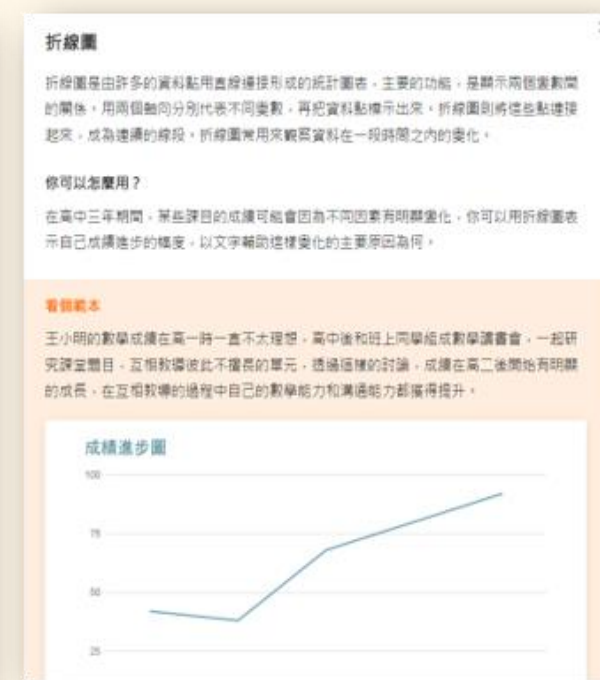 折線圖
折線圖是由許多的資料點用直線連接形成的統計圖表，主要的功能，是顯示兩個變數間
的關係。用兩個軸向分別代表不同變數，再把資料點標示出來。折線圖則將這些點連接
起來，成為連續的線段。折線圖常用來觀察資料在一段時間之內的變化。
你可以怎麼用？
在高中三年期間，某些課目的成績可能會因為不同因素有明顯變化，你可以用折線圖表
示自己成績進步的幅度，以文字輔助這樣變化的主要原因為何。
看個範本
王小明的數學成績在高一時一直不太理想，高中後和班上同學組成數學讀書會，一起研
究課堂題目，互相教導彼此不擅長的單元，透過這樣的討論，成績在高二後開始有明顯
的成長，在互相教導的過程中自己的數學能力和溝通能力都獲得提升。
成績進步圖
100
75
50
25